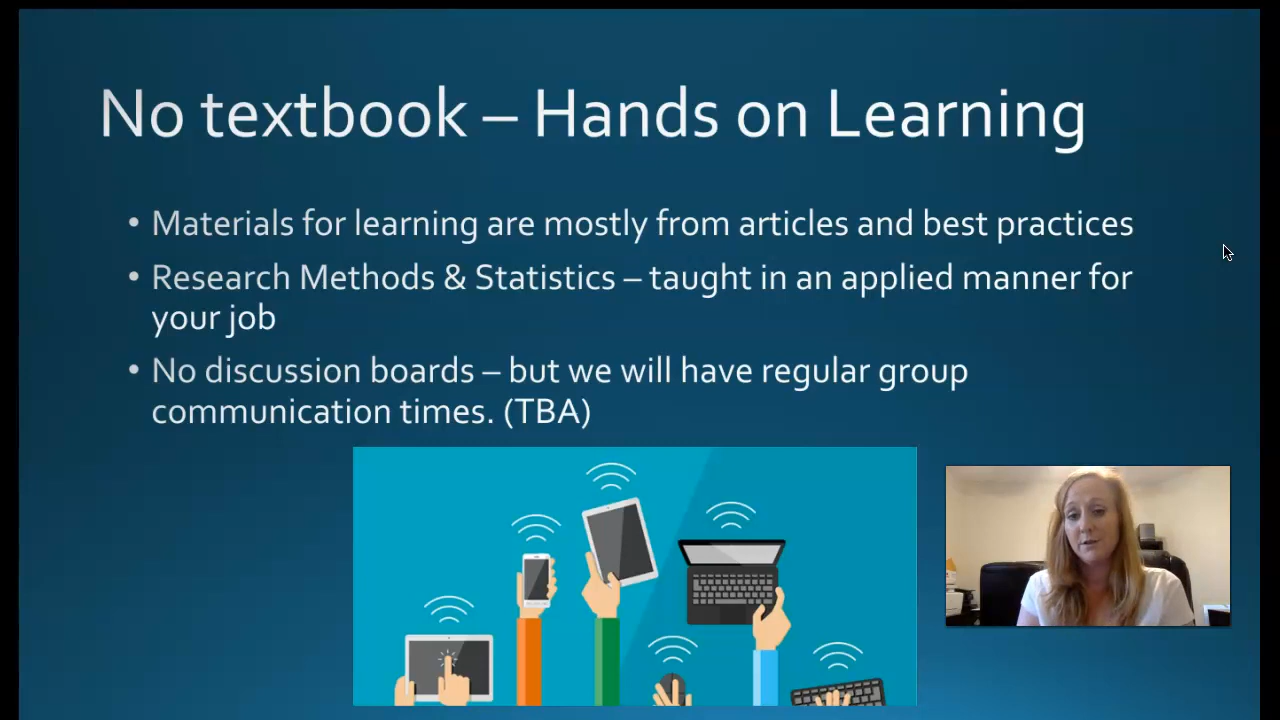 No textbook – Hands on Learning
• Materials for learning are mostly from articles and best practices
• Research Methods & Statistics – taught in an applied manner for
your job
• No discussion boards – but we will have regular group
communication times. (TBA)